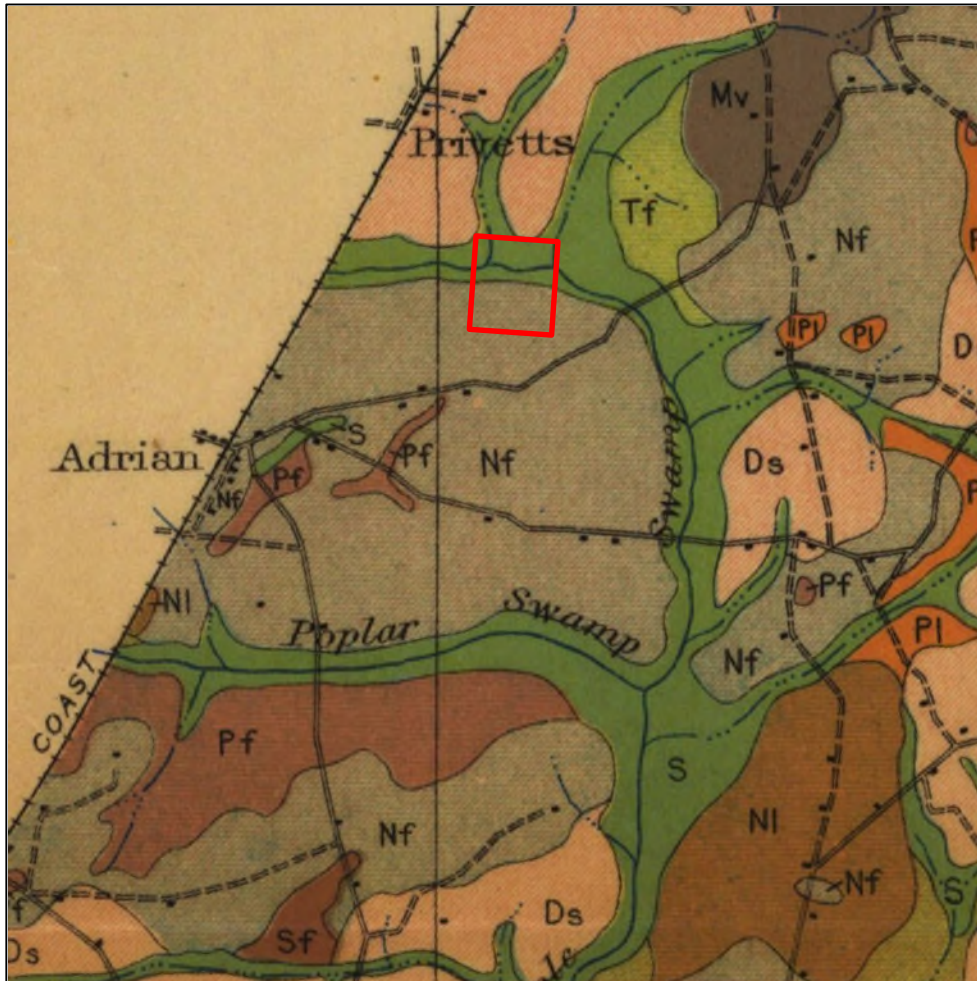 Mv
Privetts
Tf
Nf
Pl
Pl
D
S
Adrian
Pf
Pf
Nf
Nf
Ds
Swamp
Pf
Nl
Poplar Swamp
Nf
Pl
COAST
Pf
S
Nl
Nf
Nf
S
Ds
Sf
Ds